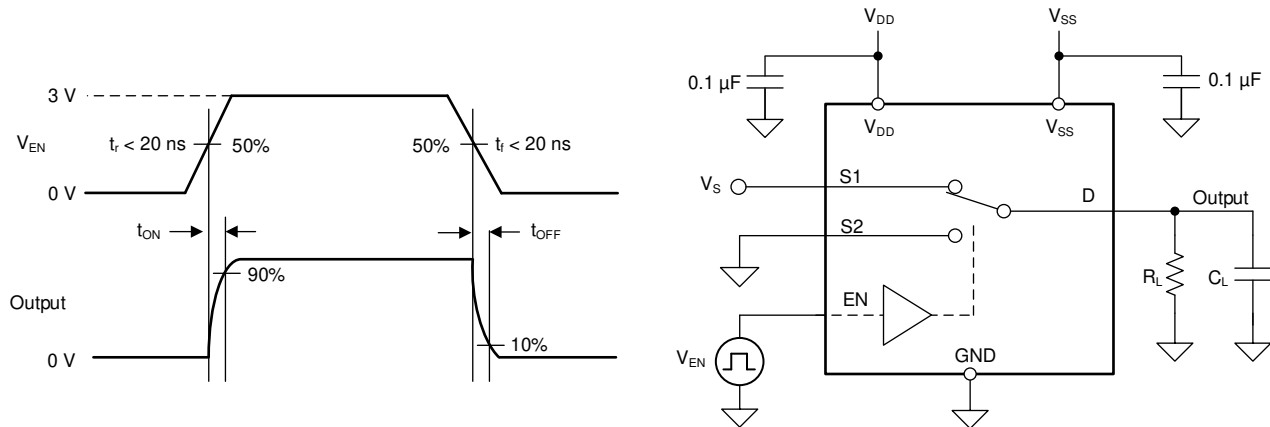 3 V
V_EN
t_r < 20 ns
50%
50%
t_f < 20 ns
0 V
t_ON
t_OFF
90%
Output
10%
0 V
V_DD
V_SS
0.1 µF
0.1 µF
V_DD
V_SS
V_S
S1
D
Output
S2
R_L
C_L
EN
V_EN
GND